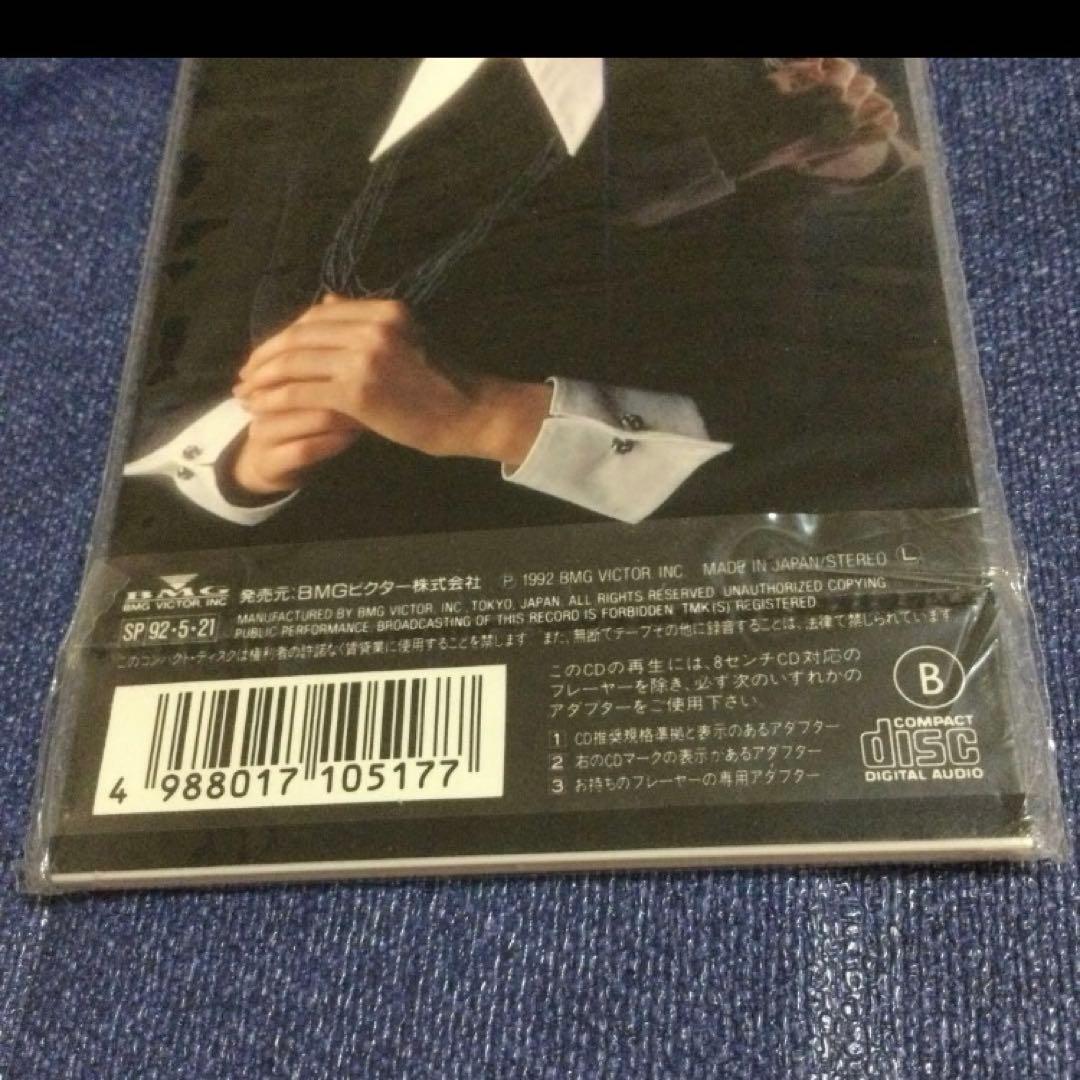 BMG
BMG VICTOR, INC.
発売元:BMGビクター株式会社 Ⓟ 1992 BMG VICTOR, INC. MADE IN JAPAN/STEREO Ⓛ
MANUFACTURED BY BMG VICTOR, INC., TOKYO, JAPAN. ALL RIGHTS RESERVED. UNAUTHORIZED COPYING
PUBLIC PERFORMANCE. BROADCASTING OF THIS RECORD IS FORBIDDEN. TMK(S) REGISTERED
SP 92・5・21
このコンパクト・ディスクは権利者の許諾なく賃貸業に使用することを禁じます また、無断でテープその他に録音することは、法律で禁じられています。
このCDの再生には、8センチCD対応の
プレーヤーを除き、必ず次のいずれかの
アダプターをご使用下さい。
1 CD推奨規格準拠と表示のあるアダプター
2 右のCDマークの表示があるアダプター
3 お持ちのプレーヤーの専用アダプター
B
COMPACT
disc
DIGITAL AUDIO
4 988017 105177